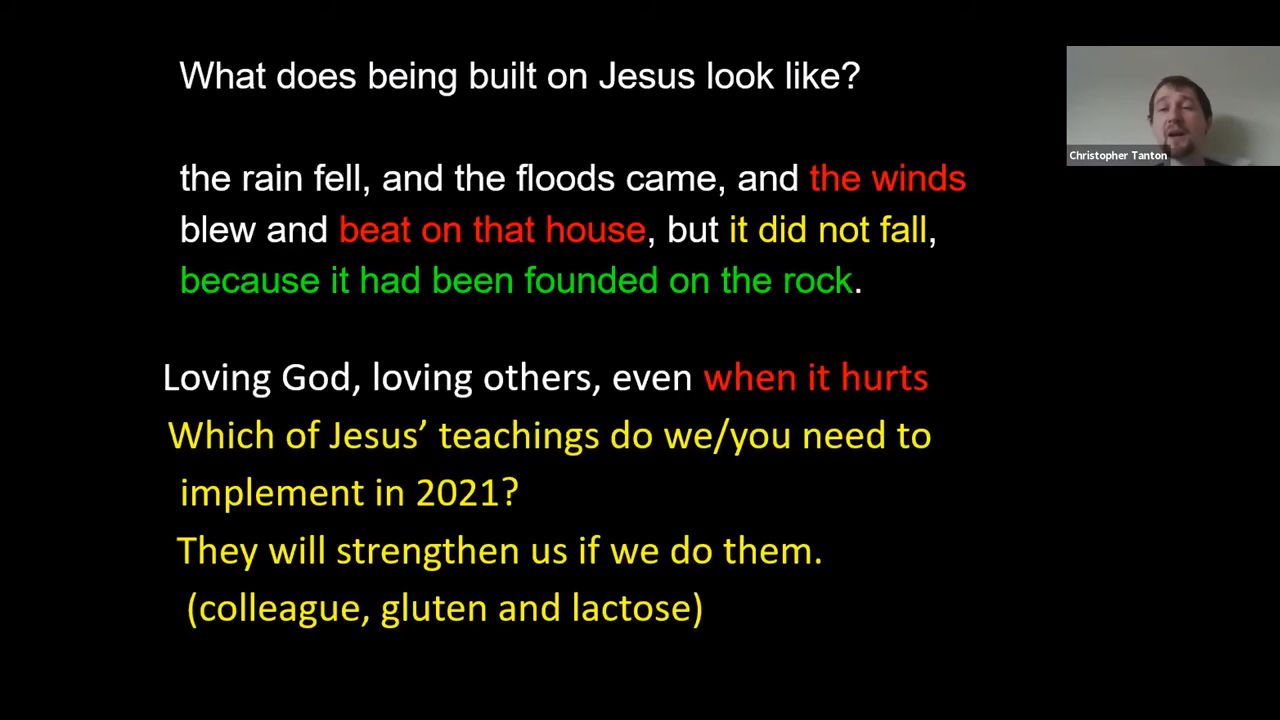 What does being built on Jesus look like?
the rain fell, and the floods came, and the winds
blew and beat on that house, but it did not fall,
because it had been founded on the rock.
Loving God, loving others, even when it hurts
Which of Jesus’ teachings do we/you need to
implement in 2021?
They will strengthen us if we do them.
(colleague, gluten and lactose)
Christopher Tanton